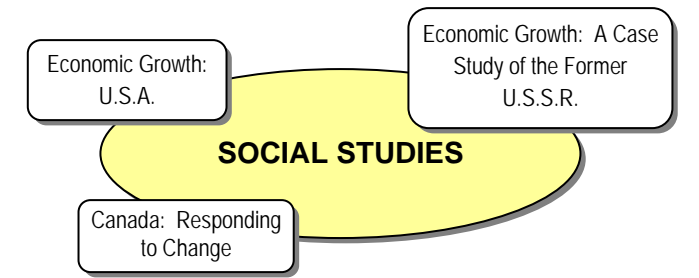 Economic Growth:
U.S.A.
Economic Growth:  A Case
Study of the Former
U.S.S.R.
SOCIAL STUDIES
Canada:  Responding
to Change